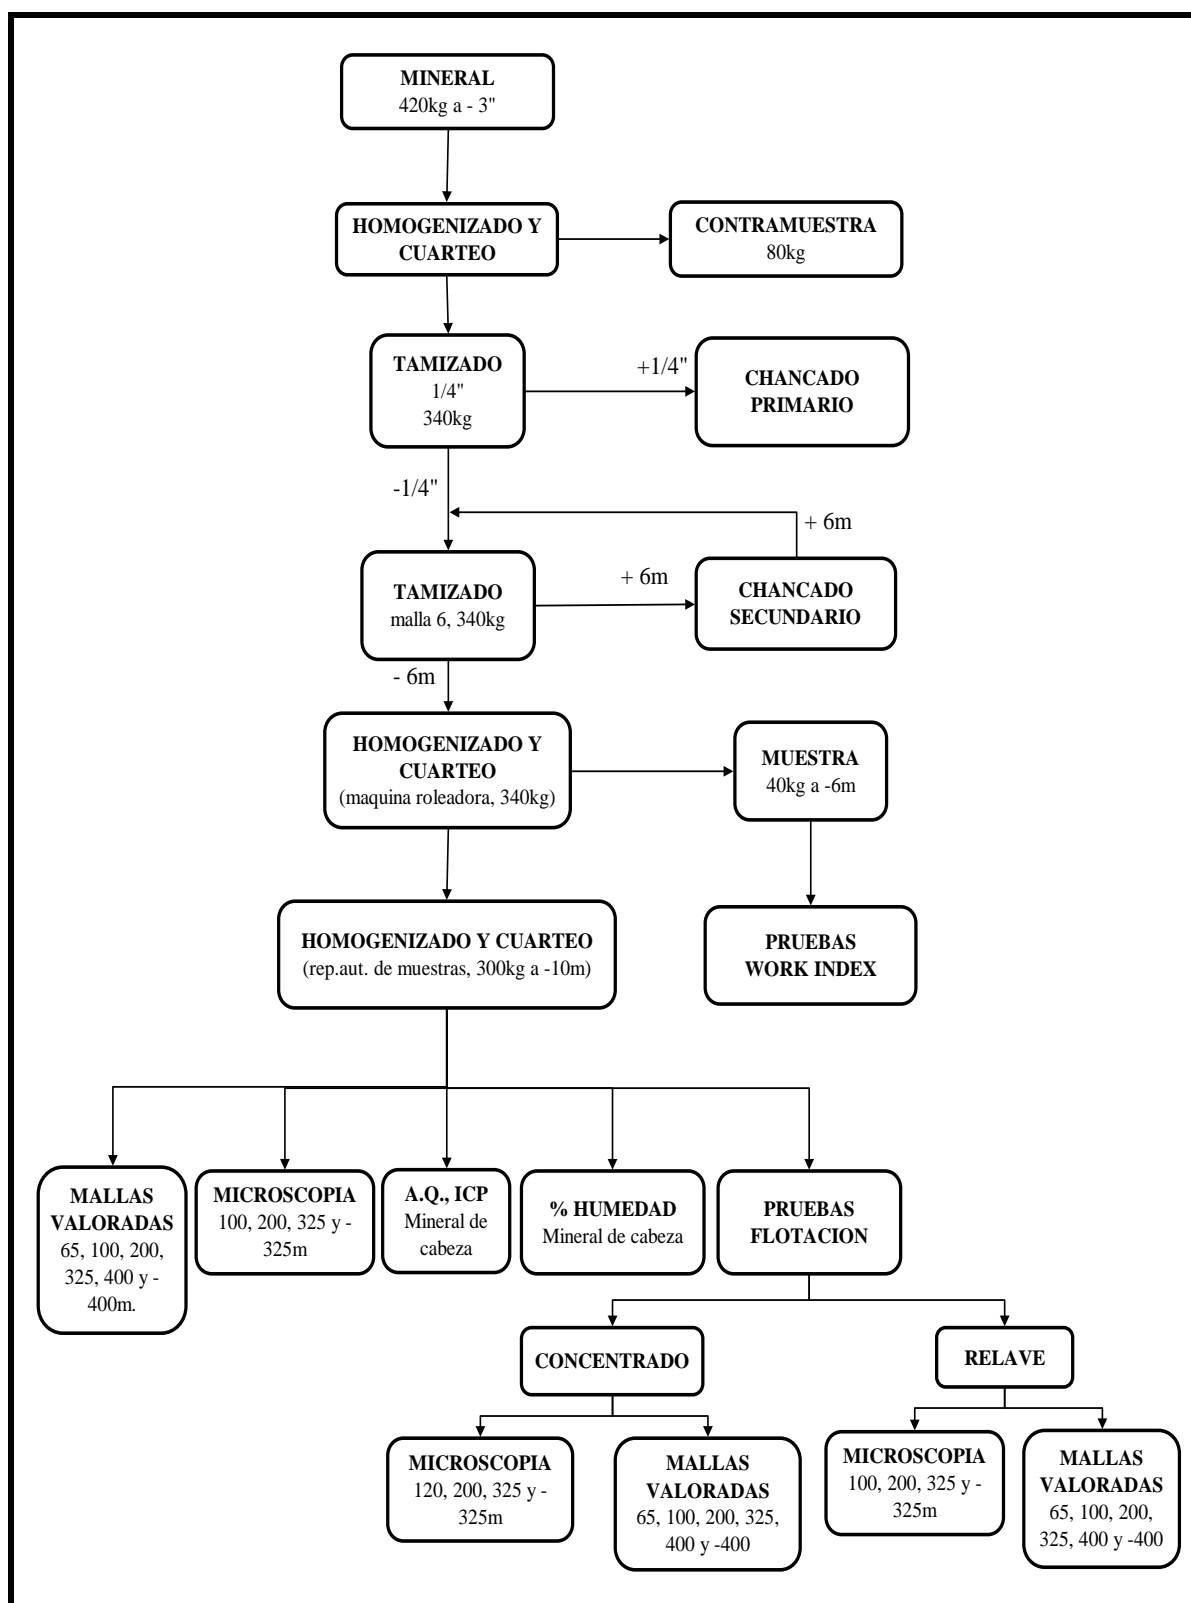 MINERAL
420kg a - 3"
HOMOGENIZADO Y
CUARTEO
CONTRAMUESTRA
80kg
TAMIZADO
1/4"
340kg
+1/4"
CHANCADO
PRIMARIO
-1/4"
+ 6m
TAMIZADO
malla 6, 340kg
+ 6m
CHANCADO
SECUNDARIO
- 6m
HOMOGENIZADO Y
CUARTEO
(maquina roleadora, 340kg)
MUESTRA
40kg a -6m
HOMOGENIZADO Y CUARTEO
(rep.aut. de muestras, 300kg a -10m)
PRUEBAS
WORK INDEX
MALLAS
VALORADAS
65, 100, 200,
325, 400 y -
400m.
MICROSCOPIA
100, 200, 325 y -
325m
A.Q., ICP
Mineral de
cabeza
% HUMEDAD
Mineral de cabeza
PRUEBAS
FLOTACION
CONCENTRADO
RELAVE
MICROSCOPIA
120, 200, 325 y -
325m
MALLAS
VALORADAS
65, 100, 200, 325,
400 y -400
MICROSCOPIA
100, 200, 325 y -
325m
MALLAS
VALORADAS
65, 100, 200,
325, 400 y -400